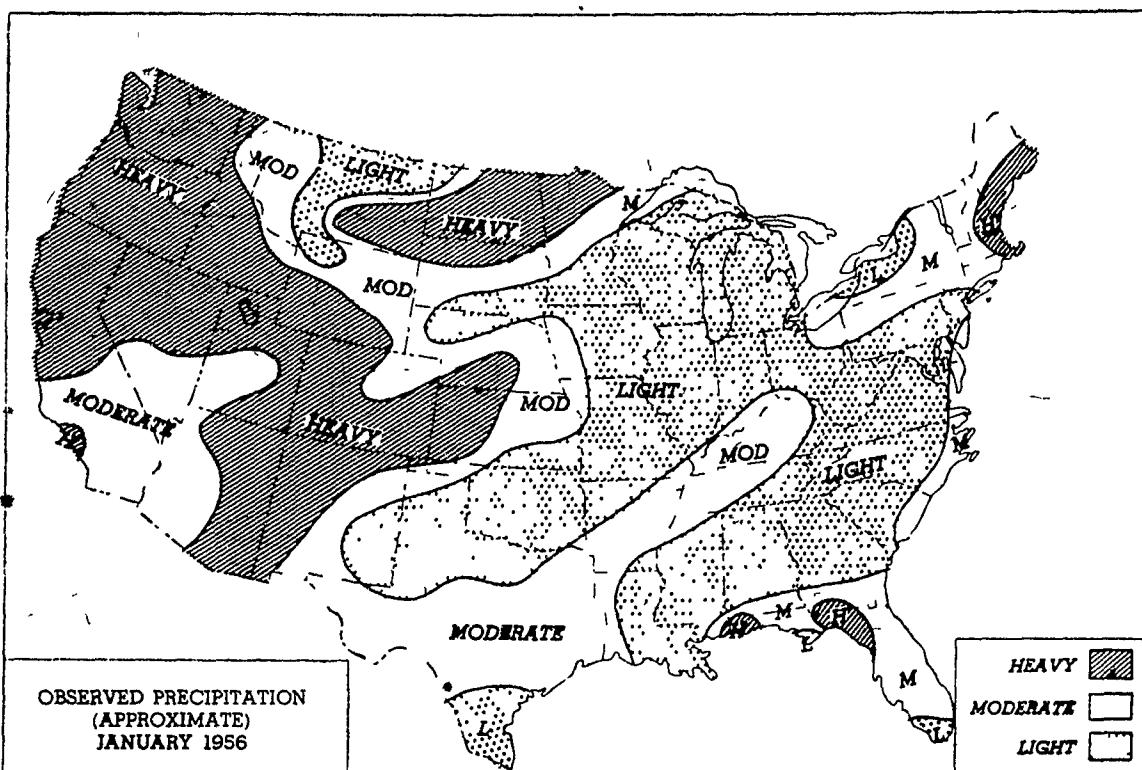 MOD
LIGHT
HEAVY
HEAVY
M
H
M
L
MOD
LIGHT
MOD
MODERATE
H
HEAVY
MOD
LIGHT
M
M
H
H
M
L
L
MODERATE
OBSERVED PRECIPITATION
(APPROXIMATE)
JANUARY 1956
HEAVY
MODERATE
LIGHT